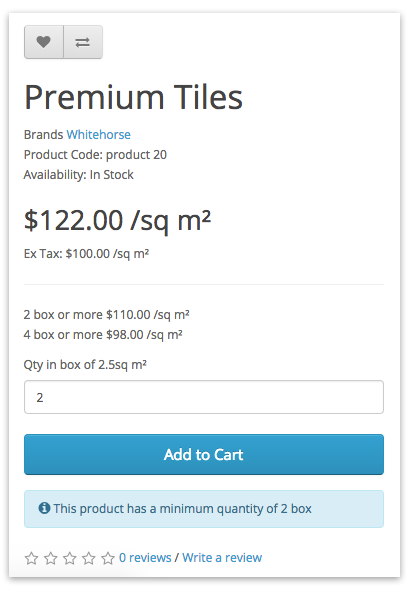 Premium Tiles
Brands Whitehorse
Product Code: product 20
Availability: In Stock
$122.00 /sq m²
Ex Tax: $100.00 /sq m²
2 box or more $110.00 /sq m²
4 box or more $98.00 /sq m²
Qty in box of 2.5sq m²
2
Add to Cart
This product has a minimum quantity of 2 box
0 reviews / Write a review